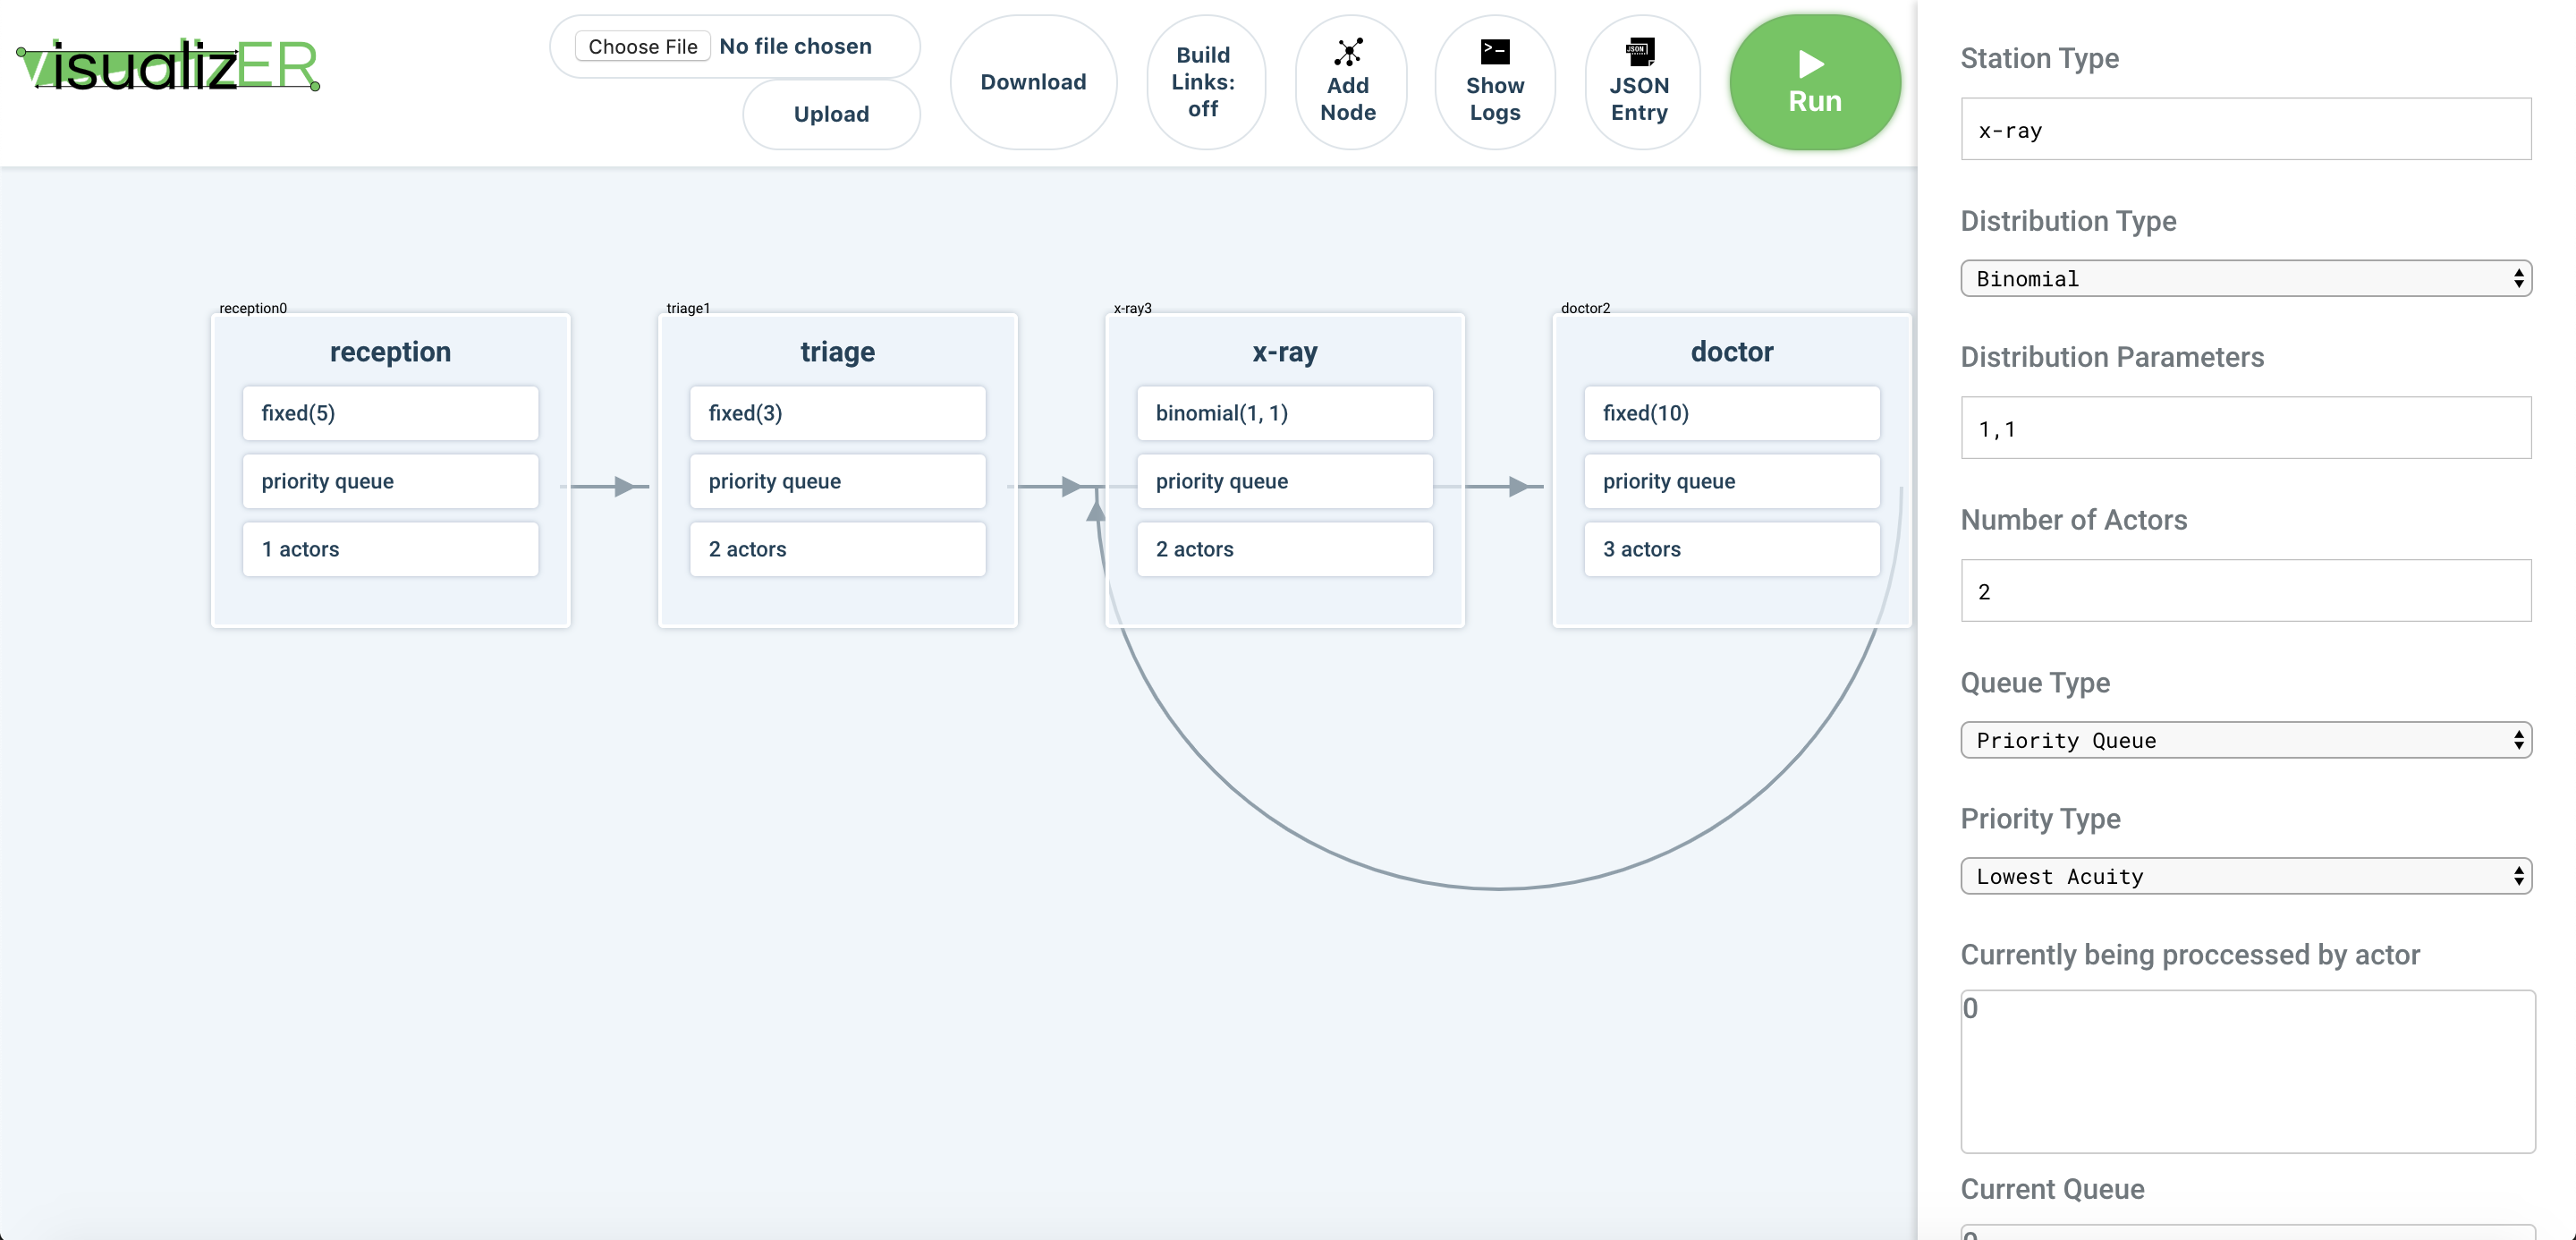 visualizER
Choose File No file chosen
Upload
Download
Build
Links:
off
Add
Node
Show
Logs
JSON
JSON
Entry
Run
reception0
reception
fixed(5)
priority queue
1 actors
triage1
triage
fixed(3)
priority queue
2 actors
x-ray3
x-ray
binomial(1, 1)
priority queue
2 actors
doctor2
doctor
fixed(10)
priority queue
3 actors
Station Type
x-ray
Distribution Type
Binomial
Distribution Parameters
1,1
Number of Actors
2
Queue Type
Priority Queue
Priority Type
Lowest Acuity
Currently being proccessed by actor
0
Current Queue